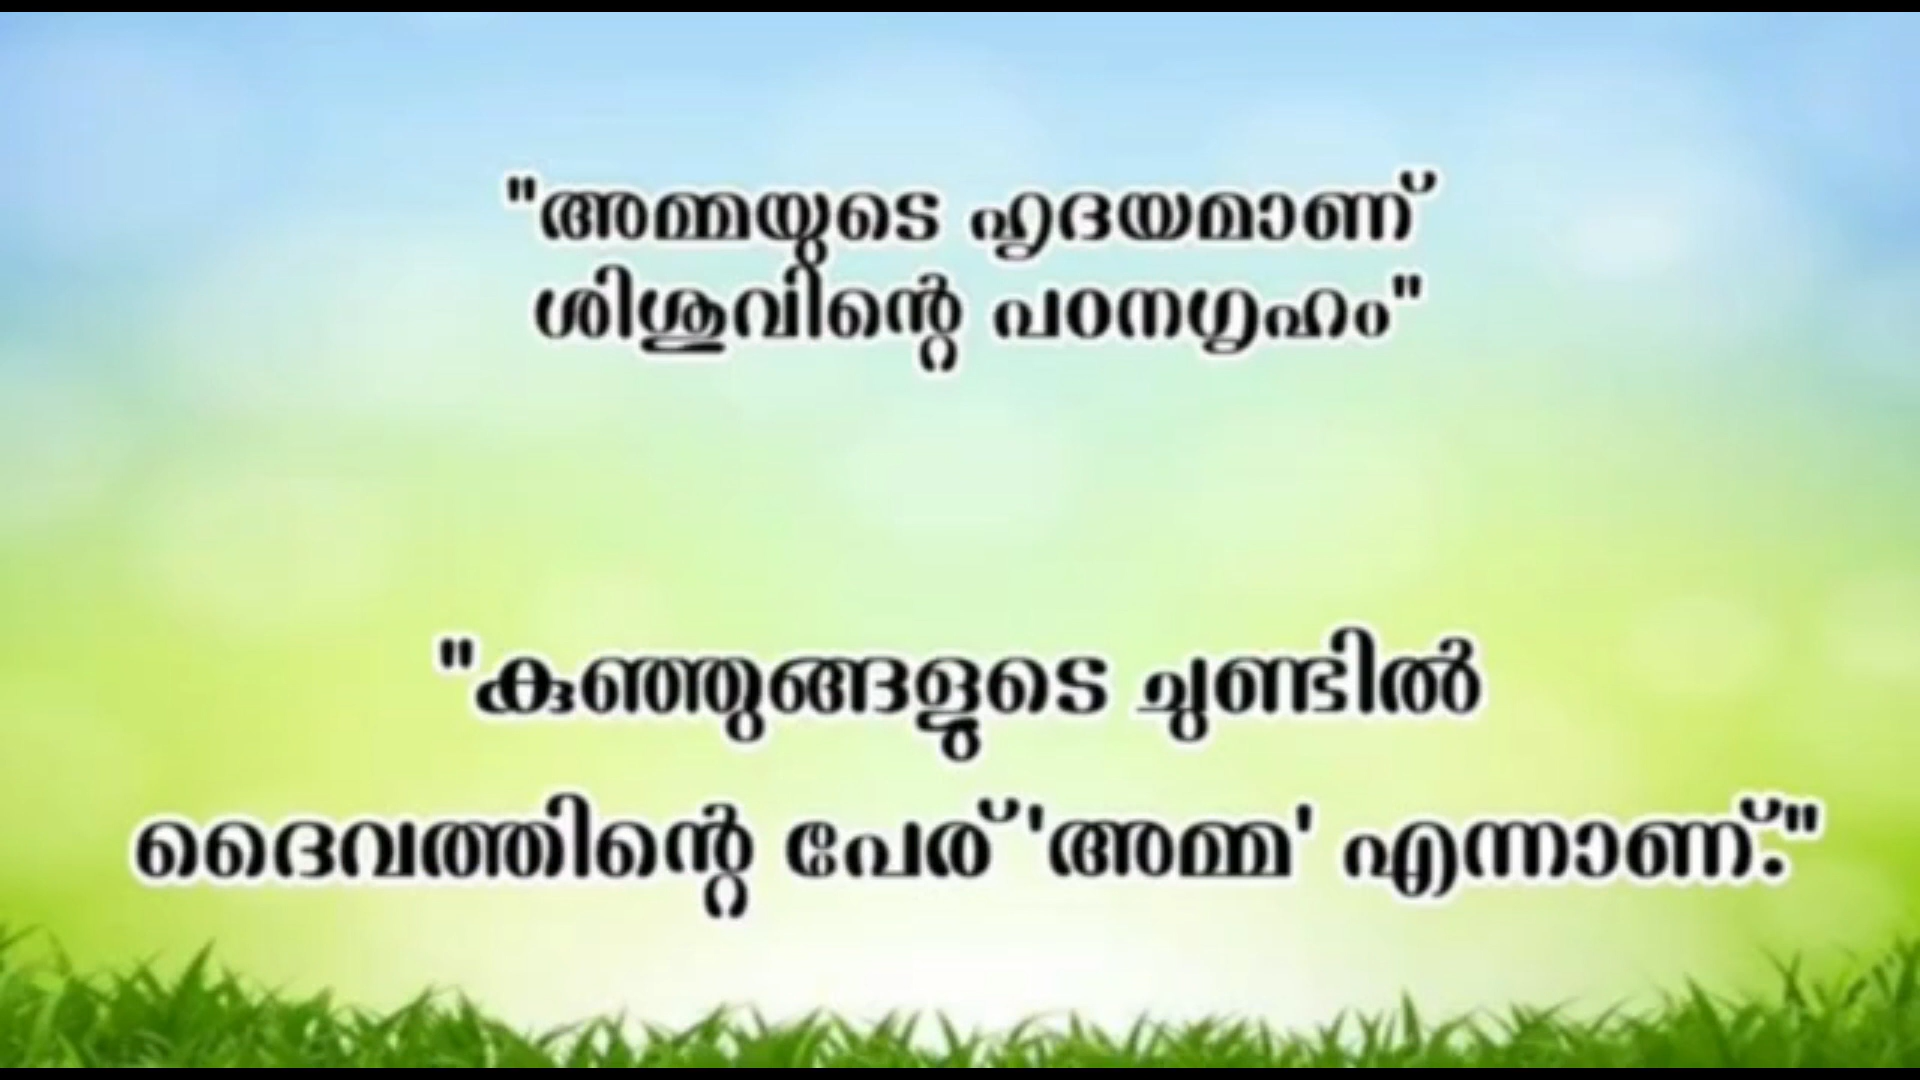 "അമ്മയുടെ ഹൃദയമാണ്
ശിശുവിന്റെ പഠനഗൃഹം"
"കുഞ്ഞുങ്ങളുടെ ചുണ്ടിൽ
ദൈവത്തിന്റെ പേര് 'അമ്മ' എന്നാണ്."